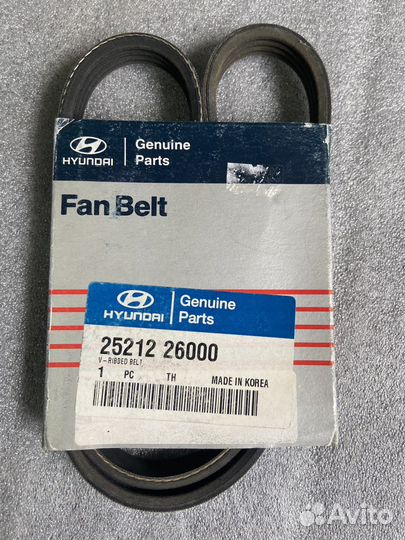 HYUNDAI
Genuine
Parts
Fan Belt
HYUNDAI
Genuine
Parts
25212 26000
V-RIBBED BELT
1 PC TH MADE IN KOREA
Avito